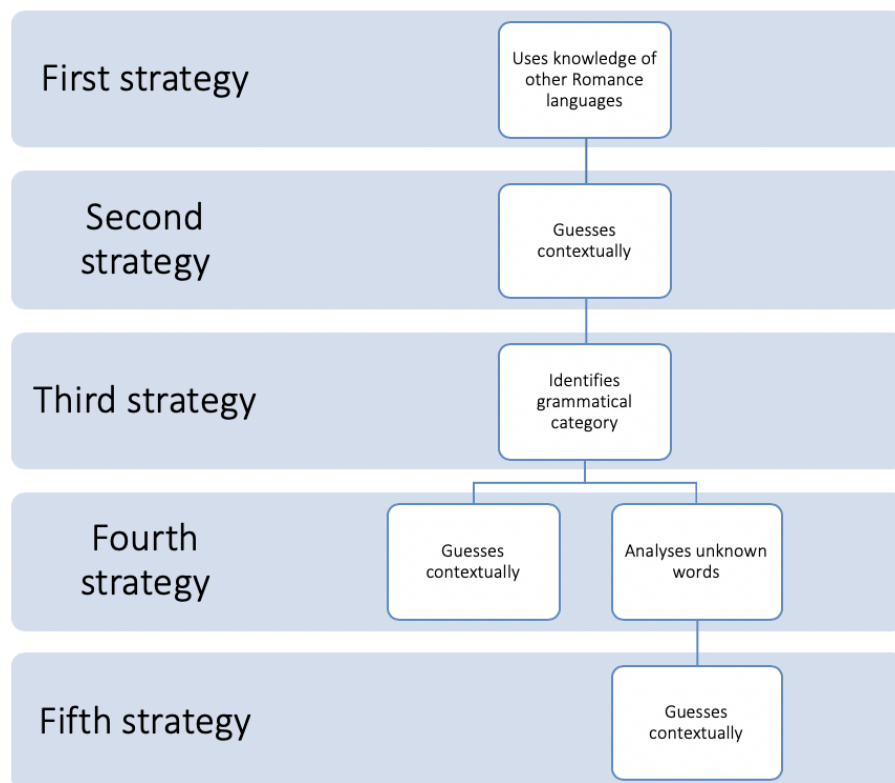 First strategy
Uses knowledge of
other Romance
languages
Second
strategy
Guesses
contextually
Third strategy
Identifies
grammatical
category
Fourth
strategy
Guesses
contextually
Analyses unknown
words
Fifth strategy
Guesses
contextually